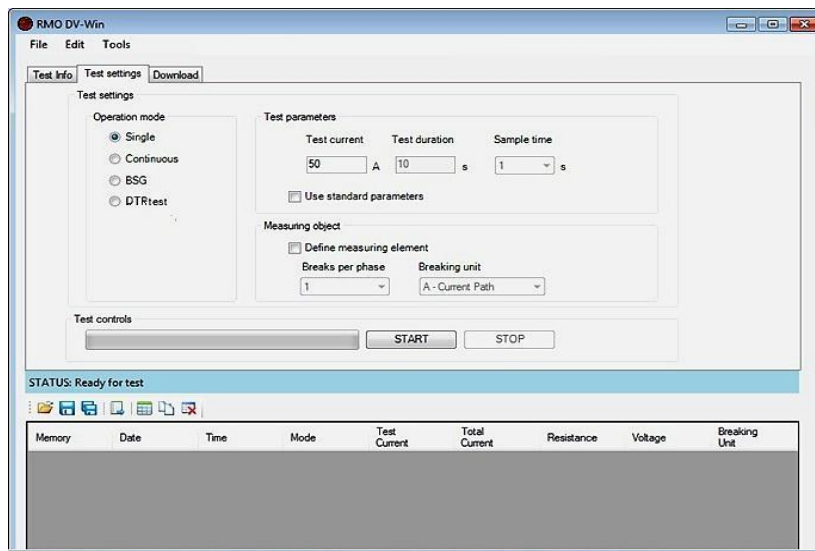 RMO DV-Win
File Edit Tools
Test Info Test settings Download
Test settings
Operation mode
Single
Continuous
BSG
DTRtest
Test parameters
Test current Test duration Sample time
50 A 10 s 1 s
Use standard parameters
Measuring object
Define measuring element
Breaks per phase Breaking unit
1 A - Current Path
Test controls
START STOP
STATUS: Ready for test
Memory Date Time Mode Test Current Total Current Resistance Voltage Breaking Unit